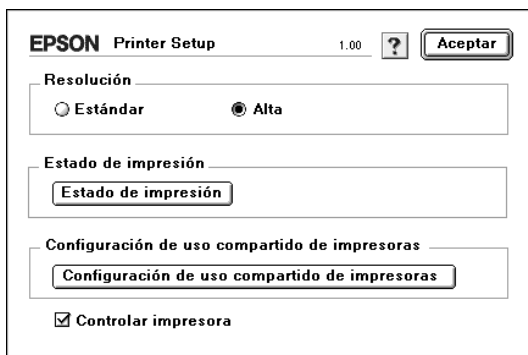 EPSON Printer Setup 1.00 ? Aceptar
Resolución
Estándar Alta
Estado de impresión
Estado de impresión
Configuración de uso compartido de impresoras
Configuración de uso compartido de impresoras
Controlar impresora